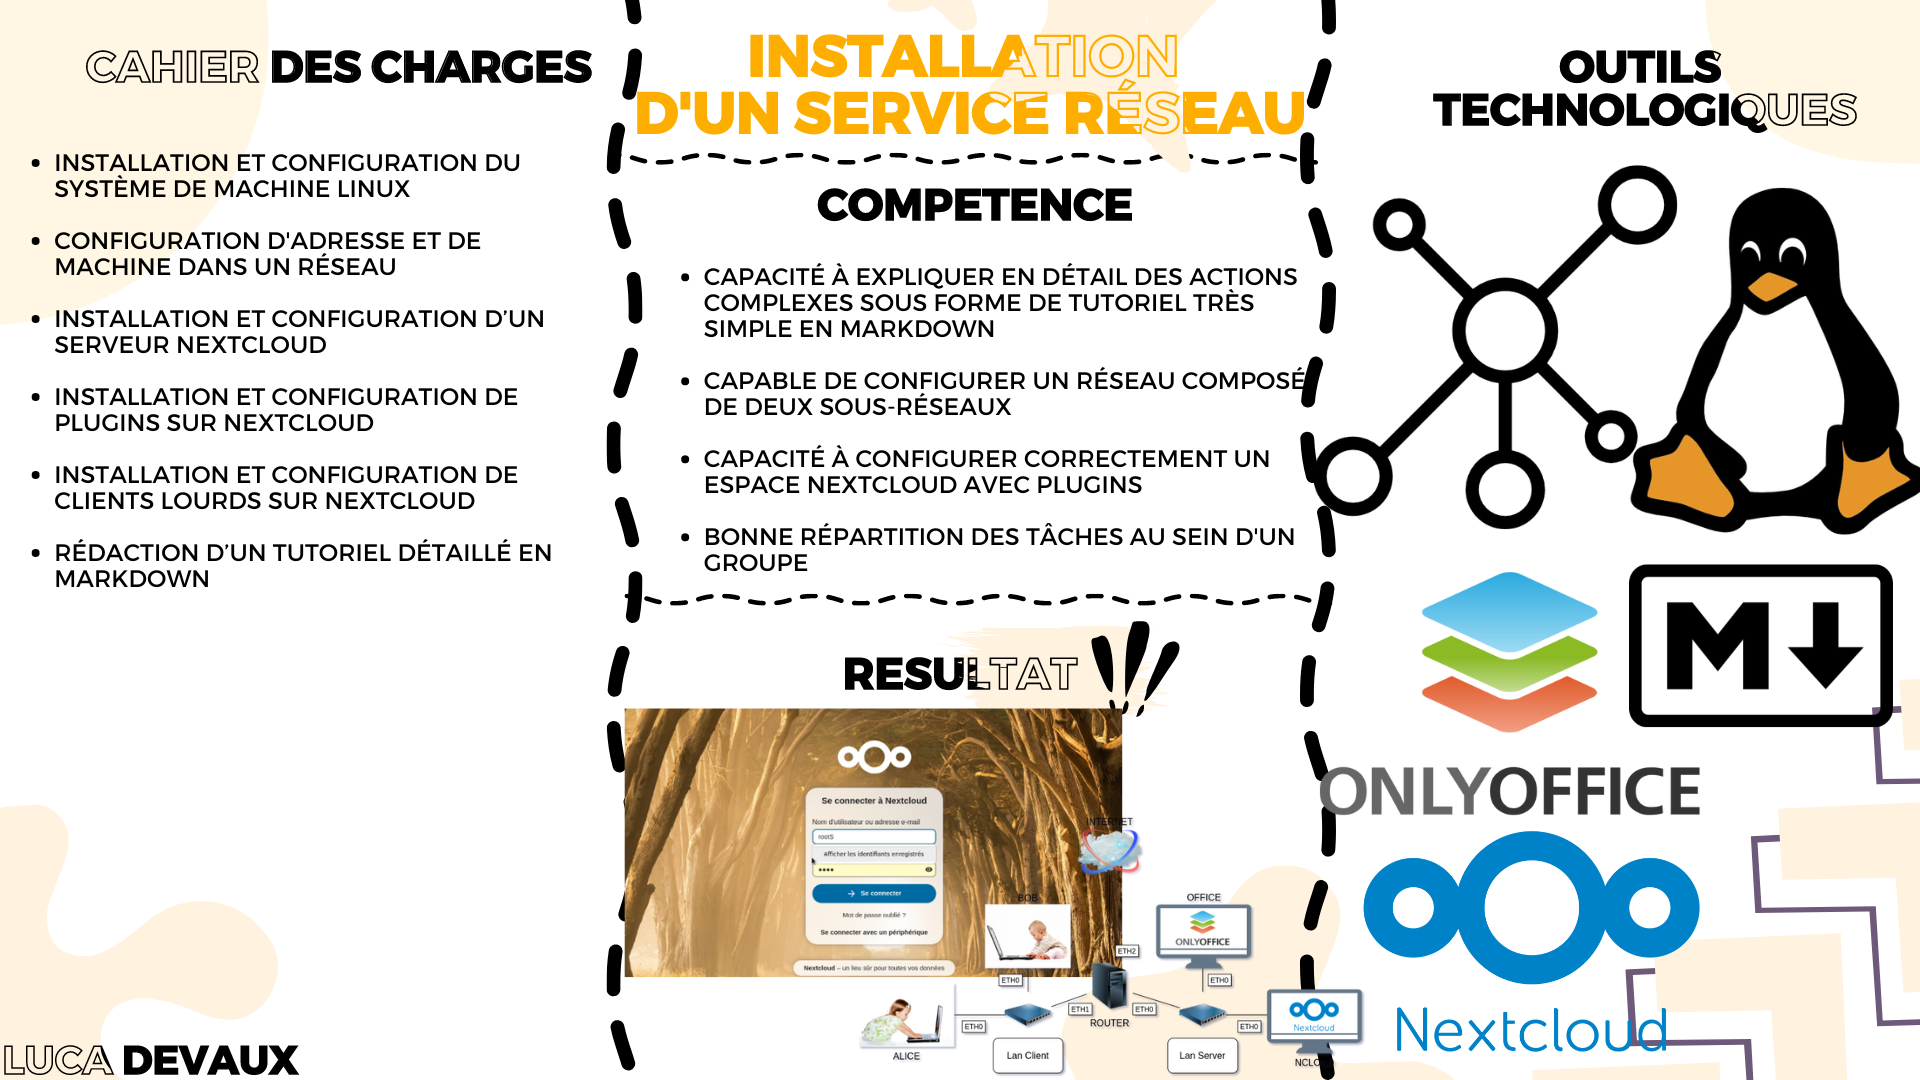 CAHIER DES CHARGES
INSTALLATION ET CONFIGURATION DU
SYSTÈME DE MACHINE LINUX
CONFIGURATION D'ADRESSE ET DE
MACHINE DANS UN RÉSEAU
INSTALLATION ET CONFIGURATION D’UN
SERVEUR NEXTCLOUD
INSTALLATION ET CONFIGURATION DE
PLUGINS SUR NEXTCLOUD
INSTALLATION ET CONFIGURATION DE
CLIENTS LOURDS SUR NEXTCLOUD
RÉDACTION D’UN TUTORIEL DÉTAILLÉ EN
MARKDOWN
LUCA DEVAUX
INSTALLATION
D'UN SERVICE RÉSEAU
COMPETENCE
CAPACITÉ À EXPLIQUER EN DÉTAIL DES ACTIONS
COMPLEXES SOUS FORME DE TUTORIEL TRÈS
SIMPLE EN MARKDOWN
CAPABLE DE CONFIGURER UN RÉSEAU COMPOSÉ
DE DEUX SOUS-RÉSEAUX
CAPACITÉ À CONFIGURER CORRECTEMENT UN
ESPACE NEXTCLOUD AVEC PLUGINS
BONNE RÉPARTITION DES TÂCHES AU SEIN D'UN
GROUPE
RESULTAT
Se connecter à Nextcloud
Nom d'utilisateur ou adresse e-mail
rootS
Afficher les identifiants enregistrés
Se connecter
Mot de passe oublié ?
Se connecter avec un périphérique
Nextcloud – un lieu sûr pour toutes vos données
INTERNET
BOB
OFFICE
ONLYOFFICE
ETH2
ETH0
ETH0
ETH1
ETH0
ROUTER
ETH0
ETH0
Nextcloud
ALICE
Lan Client
Lan Server
OUTILS
TECHNOLOGIQUES
M
ONLYOFFICE
Nextcloud